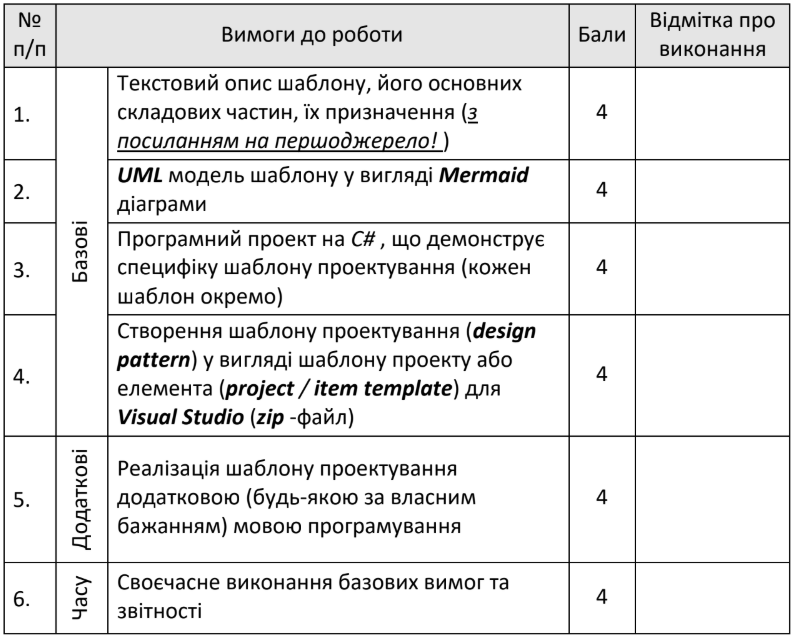 №
п/п
Вимоги до роботи
Бали
Відмітка про
виконання
1.
Базові
Текстовий опис шаблону, його основних
складових частин, їх призначення (з
посиланням на першоджерело! )
4
2.
UML модель шаблону у вигляді Mermaid
діаграми
4
3.
Програмний проект на C# , що демонструє
специфіку шаблону проектування (кожен
шаблон окремо)
4
4.
Створення шаблону проектування (design
pattern) у вигляді шаблону проекту або
елемента (project / item template) для
Visual Studio (zip -файл)
4
5.
Додаткові
Реалізація шаблону проектування
додатковою (будь-якою за власним
бажанням) мовою програмування
4
6.
Часу
Своєчасне виконання базових вимог та
звітності
4